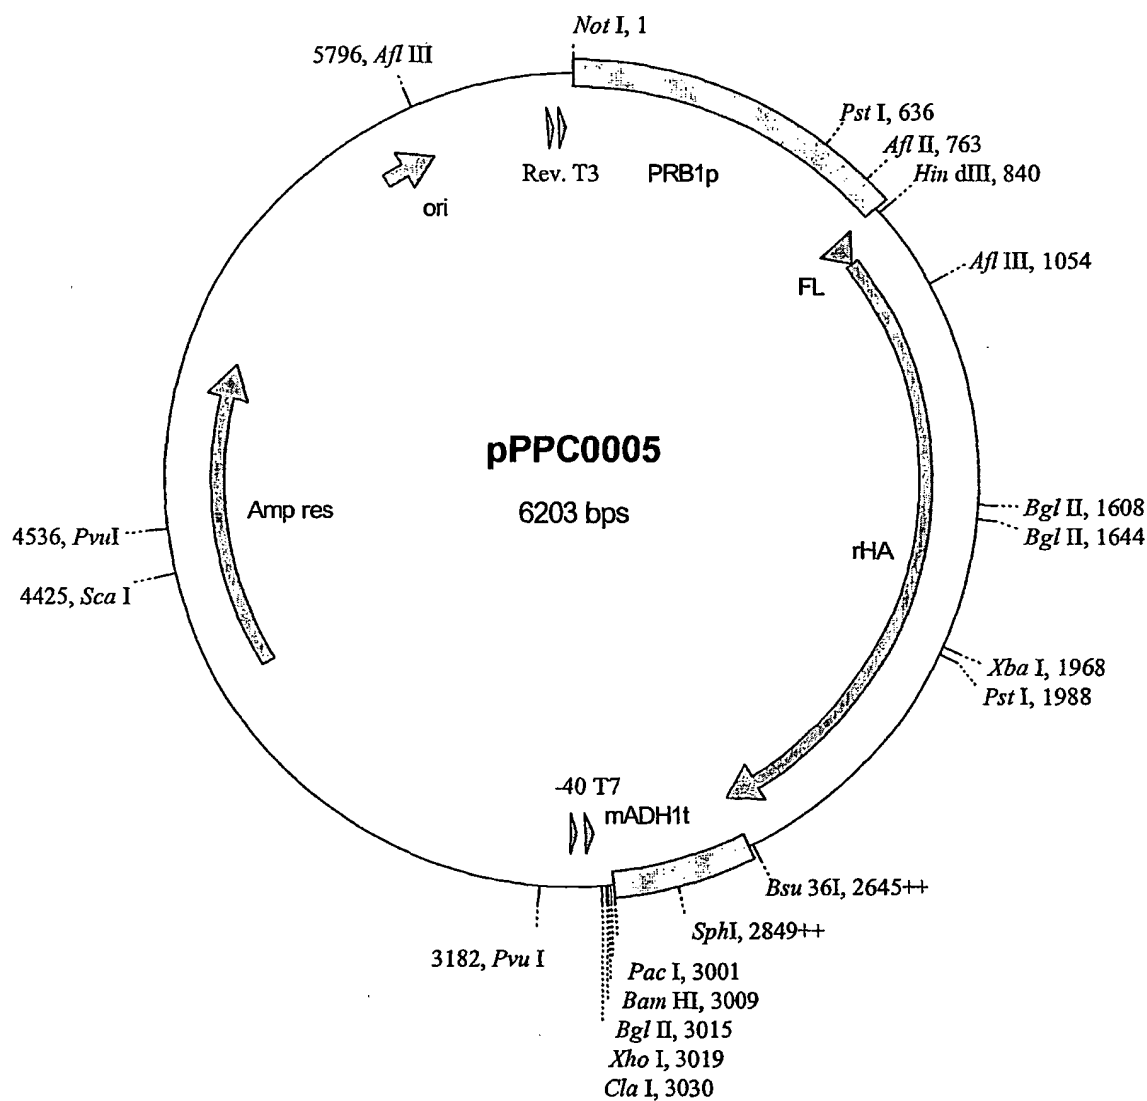 Not I, 1
5796, Afl III
Pst I, 636
Afl II, 763
Hin dIII, 840
Rev. T3
PRB1p
ori
Afl III, 1054
FL
pPPC0005
6203 bps
Amp res
Bgl II, 1608
Bgl II, 1644
4536, PvuI
rHA
4425, Sca I
Xba I, 1968
Pst I, 1988
-40 T7
mADH1t
Bsu 36I, 2645++
SphI, 2849++
3182, Pvu I
Pac I, 3001
Bam HI, 3009
Bgl II, 3015
Xho I, 3019
Cla I, 3030